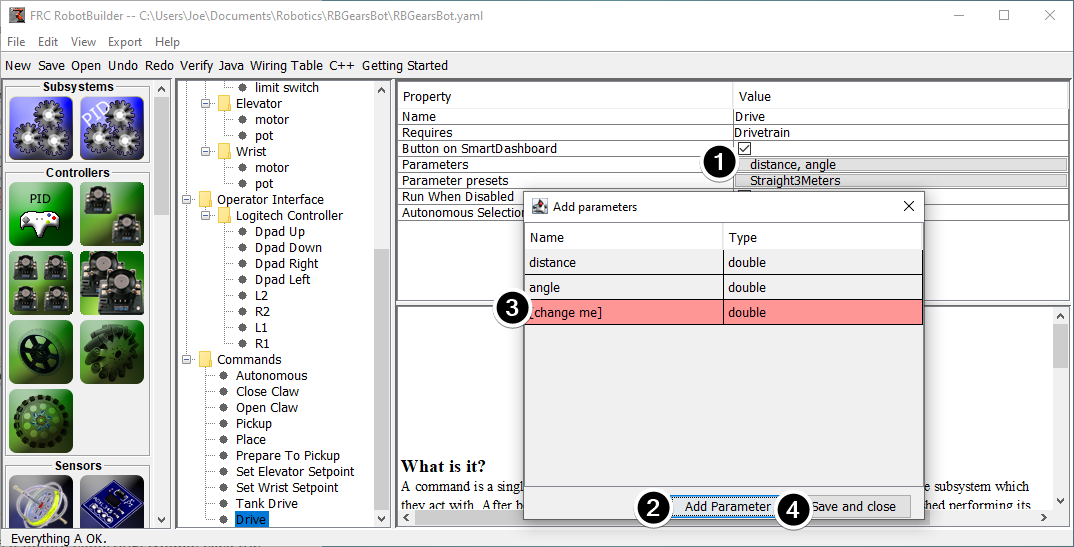 FRC RobotBuilder -- C:\Users\Joe\Documents\Robotics\RBGearsBot\RBGearsBot.yaml
File Edit View Export Help
New Save Open Undo Redo Verify Java Wiring Table C++ Getting Started
Subsystems
PID
Controllers
PID
Sensors
limit switch
Elevator
motor
pot
Wrist
motor
pot
Operator Interface
Logitech Controller
Dpad Up
Dpad Down
Dpad Right
Dpad Left
L2
R2
L1
R1
Commands
Autonomous
Close Claw
Open Claw
Pickup
Place
Prepare To Pickup
Set Elevator Setpoint
Set Wrist Setpoint
Tank Drive
Drive
Property Value
Name Drive
Requires Drivetrain
Button on SmartDashboard
Parameters 1 distance, angle
Parameter presets Straight3Meters
Run When Disabled
Autonomous Selection
Add parameters
Name Type
distance double
angle double
3 [change me] double
2 Add Parameter 4 Save and close
What is it?
A command is a sing e subsystem which
they act with. After b hed performing its
Everything A OK.